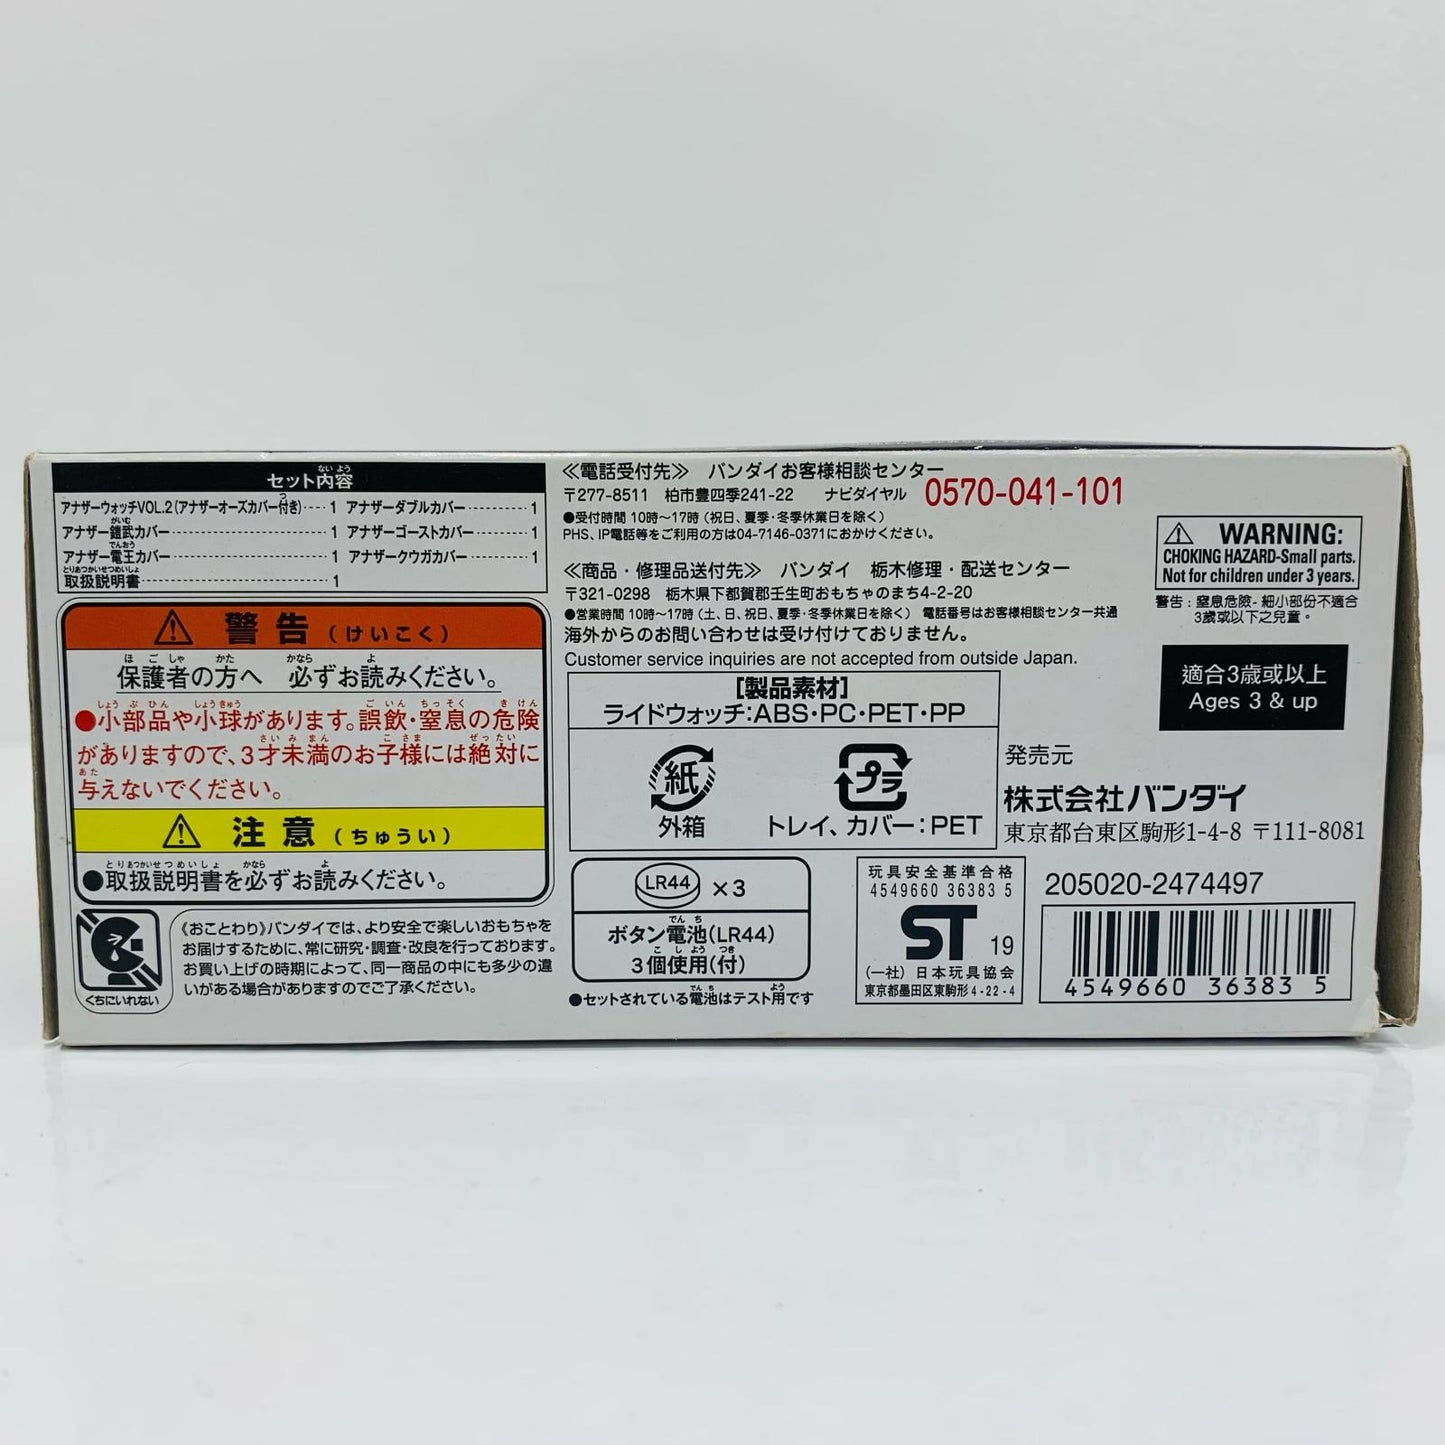 セット内容
アナザーウォッチVOL.2(アナザーオーズカバー付き)----1 アナザーダブルカバー----------1
アナザー鎧武カバー--------------------------1 アナザーゴーストカバー---------1
アナザー電王カバー--------------------------1 アナザークウガカバー----------1
取扱説明書------------------------------1
警告(けいこく)
保護者の方へ 必ずお読みください。
●小部品や小球があります。誤飲・窒息の危険
がありますので、3才未満のお子様には絶対に
与えないでください。
注意(ちゅうい)
●取扱説明書を必ずお読みください。
くちにいれない
《おことわり》バンダイでは、より安全で楽しいおもちゃを
お届けするために、常に研究・調査・改良を行っております。
お買い上げの時期によって、同一商品の中にも多少の違
いがある場合がありますのでご了承ください。
≪電話受付先≫ バンダイお客様相談センター
〒277-8511 柏市豊四季241-22 ナビダイヤル 0570-041-101
●受付時間 10時〜17時(祝日、夏季・冬季休業日を除く)
PHS、IP電話等をご利用の方は04-7146-0371におかけください。
≪商品・修理品送付先≫ バンダイ 栃木修理・配送センター
〒321-0298 栃木県下都賀郡壬生町おもちゃのまち4-2-20
●営業時間 10時〜17時(土、日、祝日、夏季・冬季休業日を除く) 電話番号はお客様相談センター共通
海外からのお問い合わせは受け付けておりません。
Customer service inquiries are not accepted from outside Japan.
[製品素材]
ライドウォッチ:ABS・PC・PET・PP
紙
外箱
プラ
トレイ、カバー:PET
LR44 ×3
ボタン電池(LR44)
3個使用(付)
●セットされている電池はテスト用です
玩具安全基準合格
4549660 36383 5
ST 19
(一社) 日本玩具協会
東京都墨田区東駒形4-22-4
WARNING:
CHOKING HAZARD-Small parts.
Not for children under 3 years.
警告:窒息危險-細小部份不適合
3歲或以下之兒童。
適合3歲或以上
Ages 3 & up
発売元
株式会社バンダイ
東京都台東区駒形1-4-8 〒111-8081
205020-2474497
4549660 36383 5